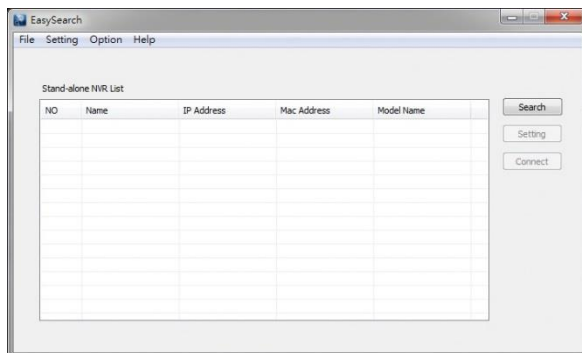 EasySearch
File Setting Option Help
Stand-alone NVR List
NO Name IP Address Mac Address Model Name
Search
Setting
Connect